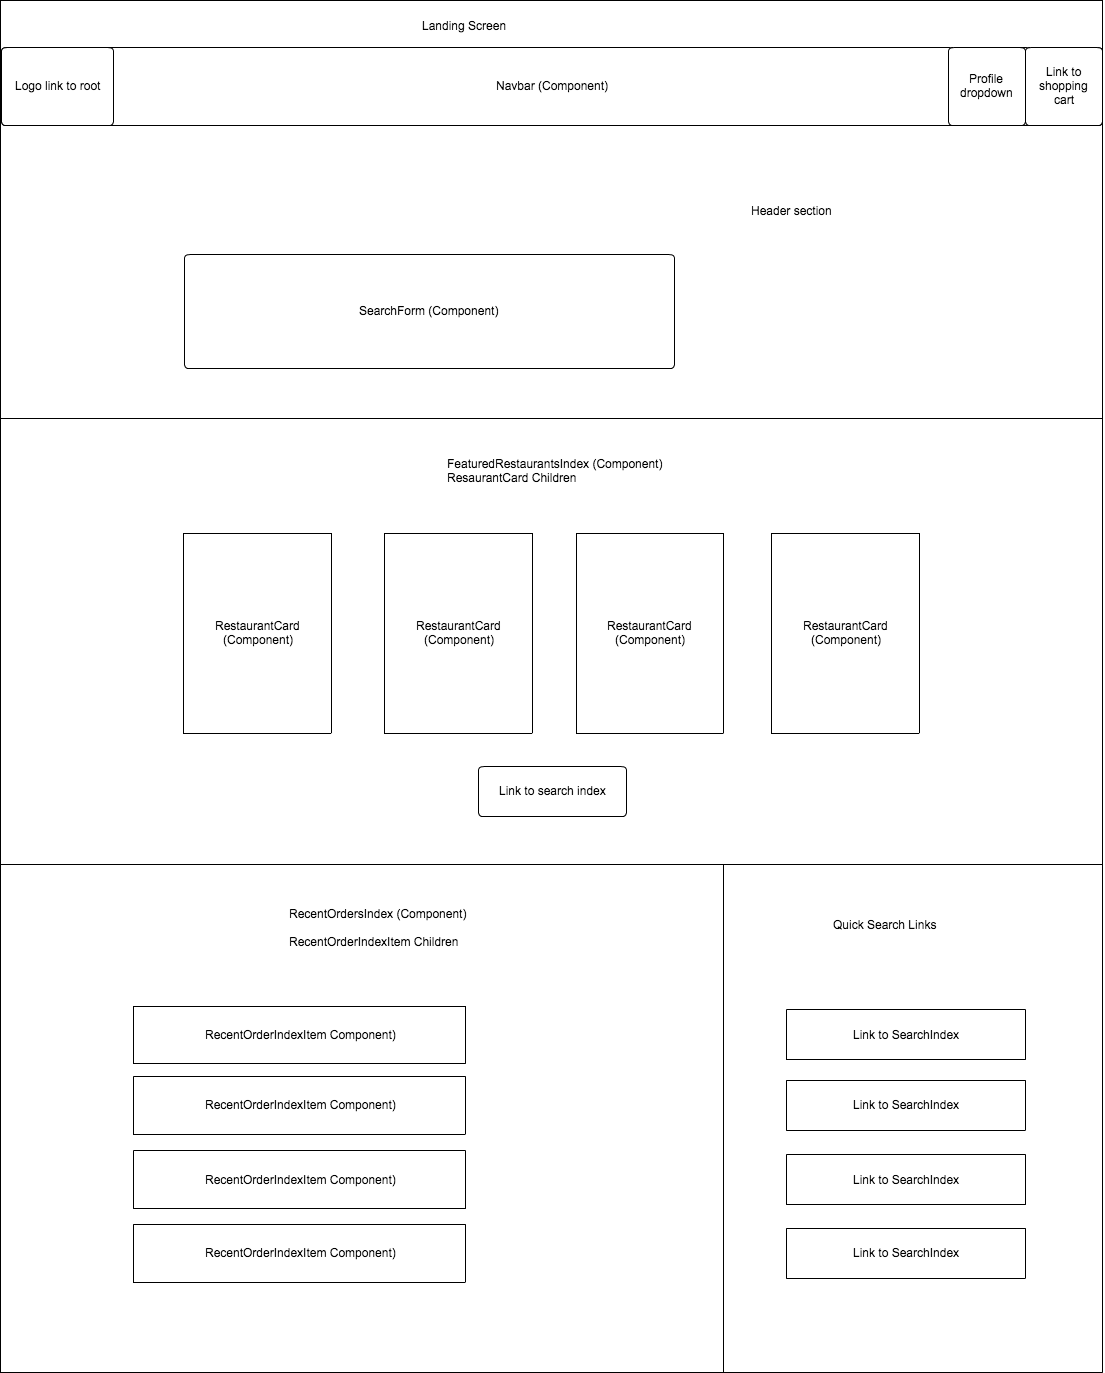 Landing Screen
Logo link to root
Navbar (Component)
Profile
dropdown
Link to
shopping
cart
Header section
SearchForm (Component)
FeaturedRestaurantsIndex (Component)
ResaurantCard Children
RestaurantCard
(Component)
RestaurantCard
(Component)
RestaurantCard
(Component)
RestaurantCard
(Component)
Link to search index
RecentOrdersIndex (Component)
RecentOrderIndexItem Children
RecentOrderIndexItem Component)
RecentOrderIndexItem Component)
RecentOrderIndexItem Component)
RecentOrderIndexItem Component)
Quick Search Links
Link to SearchIndex
Link to SearchIndex
Link to SearchIndex
Link to SearchIndex